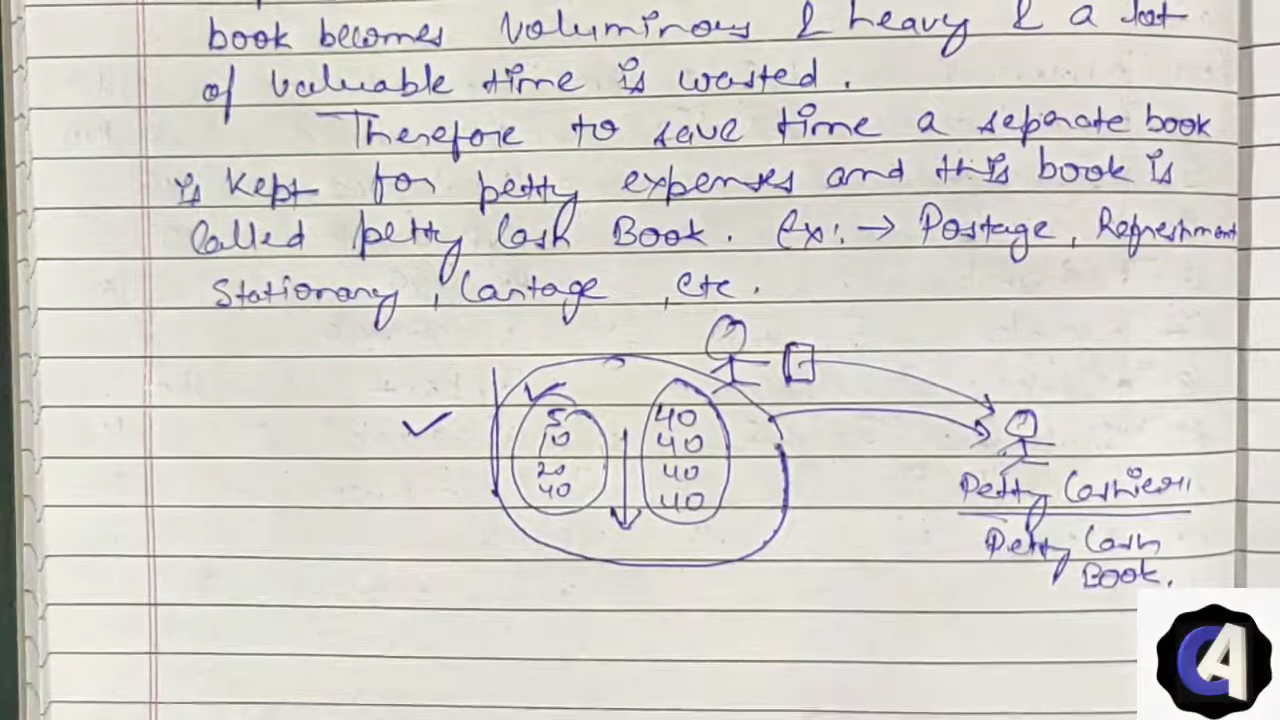 book becomes voluminous & heavy & a lot
of valuable time is wasted.
Therefore to save time a separate book
is kept for petty expenses and this book is
called petty Cash Book. Ex:→ Postage, Refreshment
Stationary, Cartage, etc.
5 40
10 40
20 40
40 40
Petty Cashier
Petty Cash
Book.
CA